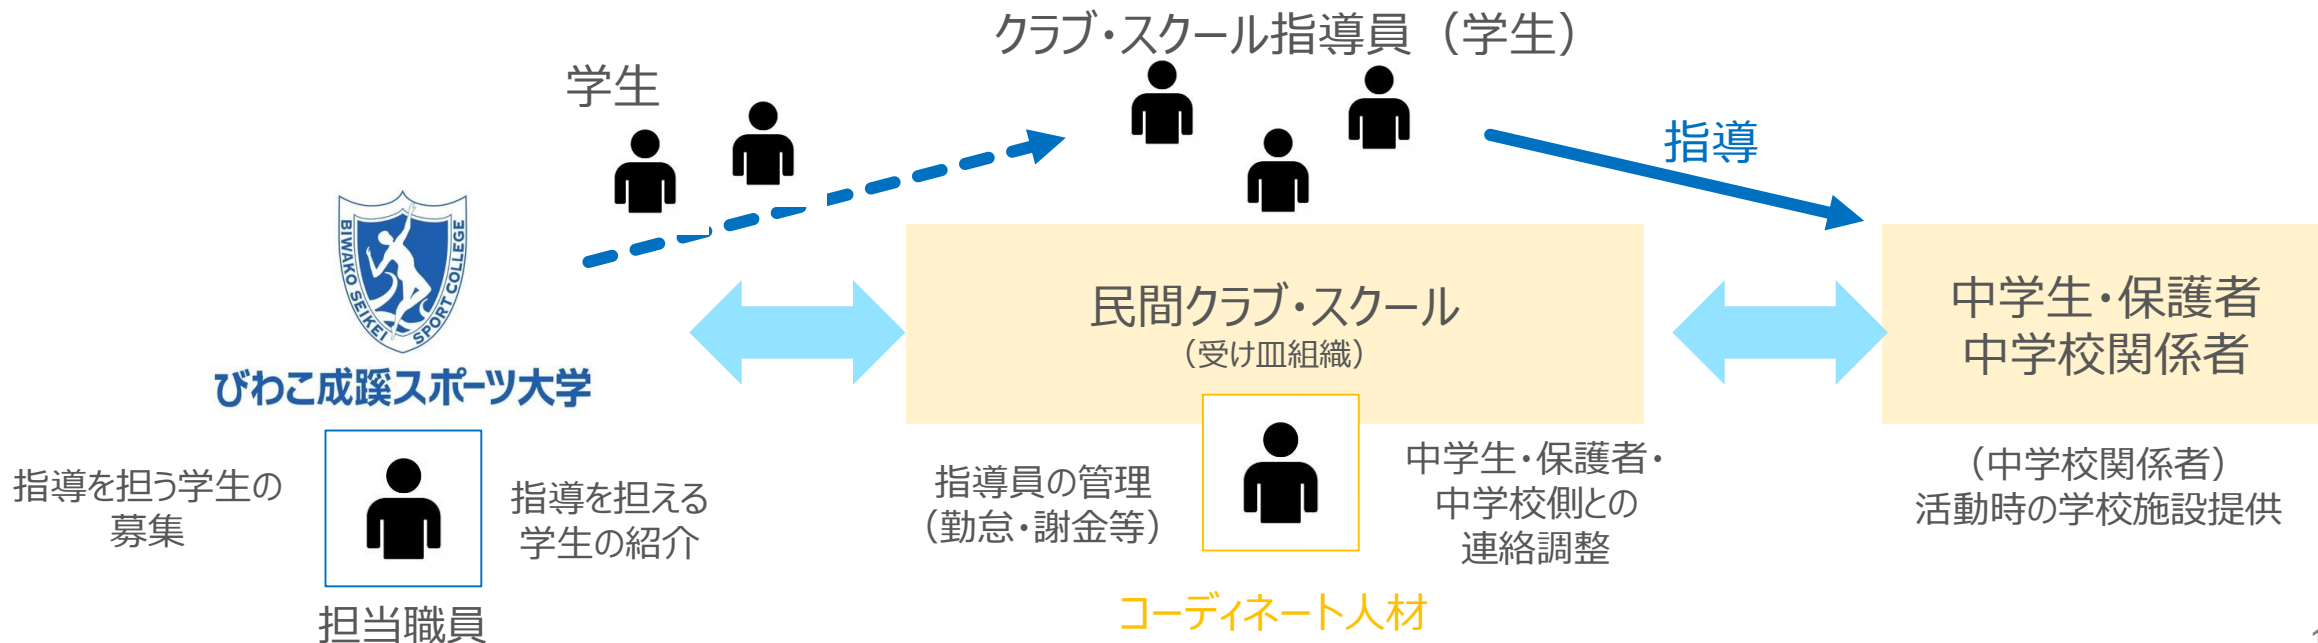 クラブ・スクール指導員（学生）
学生
指導
BIWAKO SEIKEI SPORT COLLEGE
びわこ成蹊スポーツ大学
民間クラブ・スクール
（受け皿組織）
中学生・保護者
中学校関係者
指導を担う学生の
募集
指導を担える
学生の紹介
担当職員
指導員の管理
（勤怠・謝金等）
中学生・保護者・
中学校側との
連絡調整
コーディネート人材
（中学校関係者）
活動時の学校施設提供